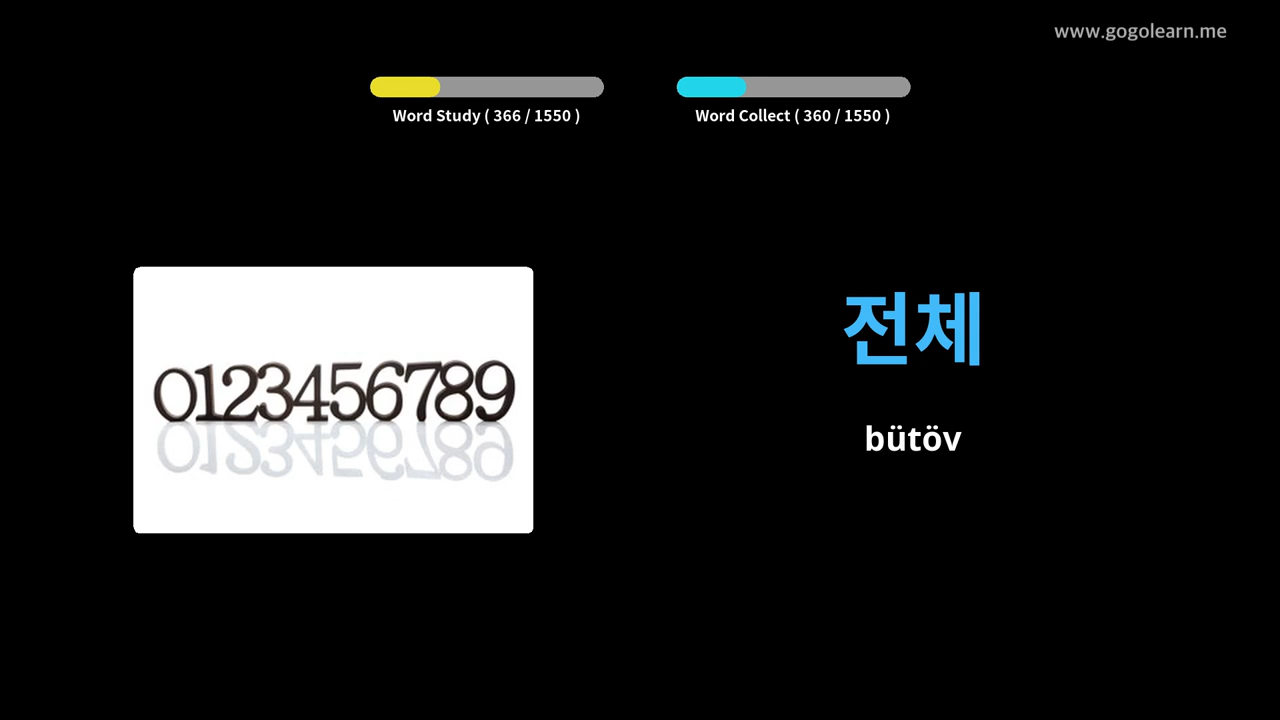 www.gogolearn.me
Word Study ( 366 / 1550 )
Word Collect ( 360 / 1550 )
0123456789
전체
bütöv